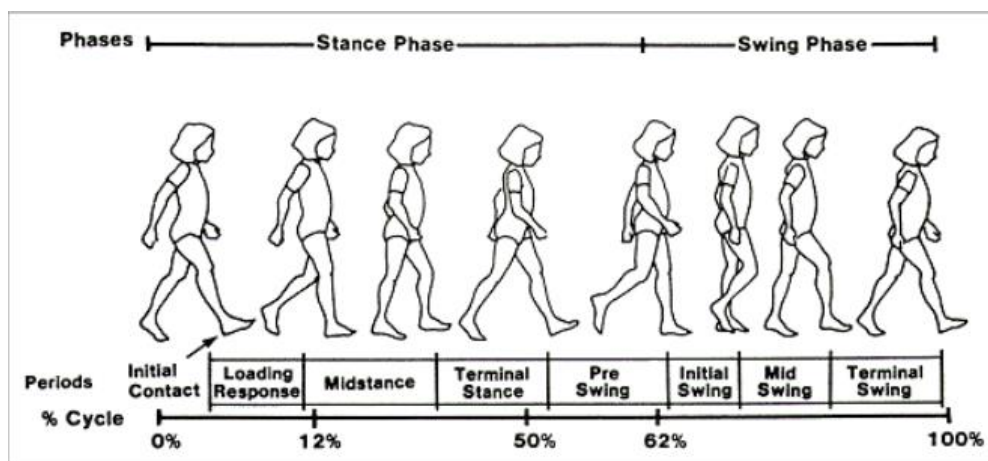 Phases Stance Phase Swing Phase
Initial Contact
Loading Response
Midstance
Terminal Stance
Pre Swing
Initial Swing
Mid Swing
Terminal Swing
Periods
% Cycle
0% 12% 50% 62% 100%